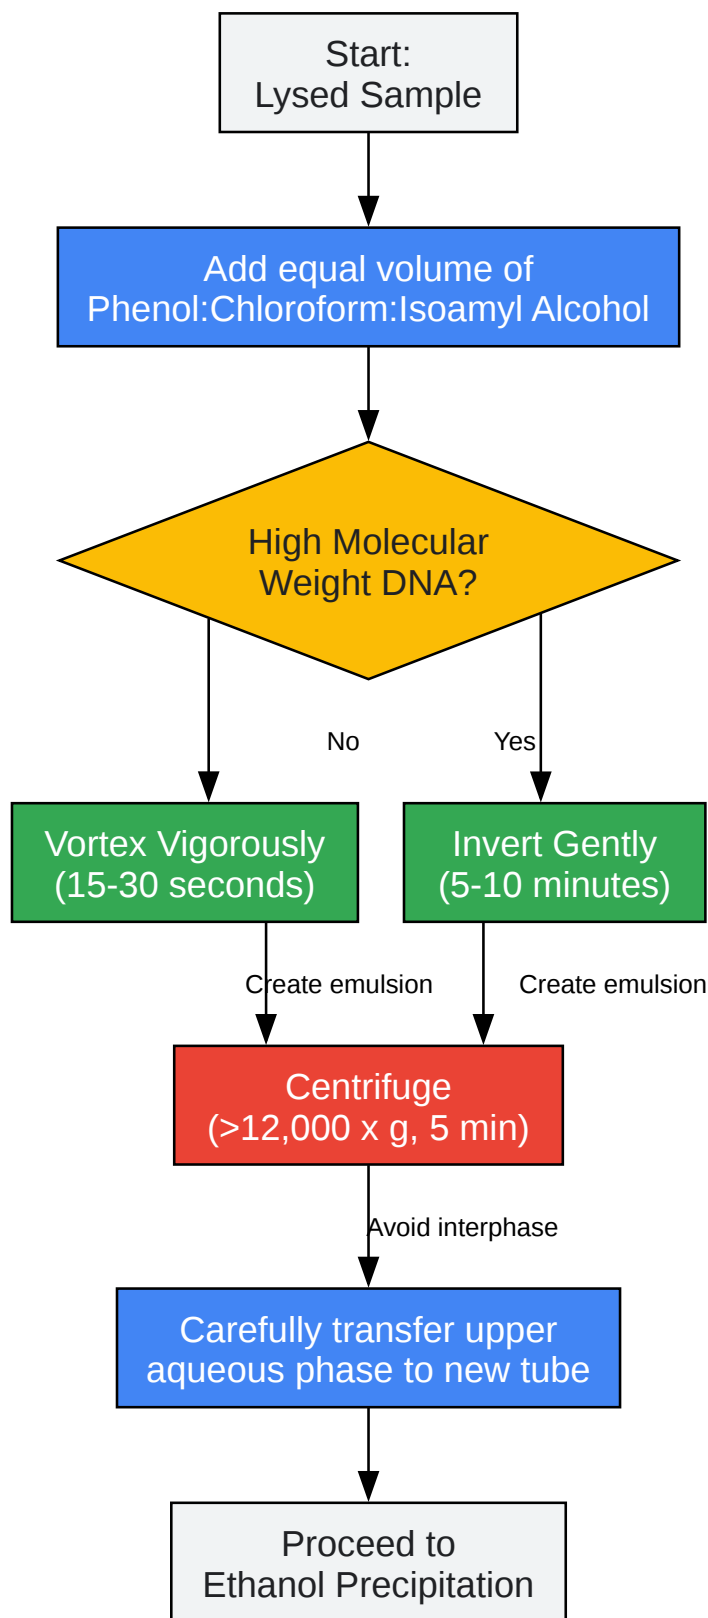 Start:
Lysed Sample
Add equal volume of
Phenol:Chloroform:Isoamyl Alcohol
High Molecular
Weight DNA?
No
Yes
Vortex Vigorously
(15-30 seconds)
Invert Gently
(5-10 minutes)
Create emulsion
Create emulsion
Centrifuge
(>12,000 x g, 5 min)
Avoid interphase
Carefully transfer upper
aqueous phase to new tube
Proceed to
Ethanol Precipitation